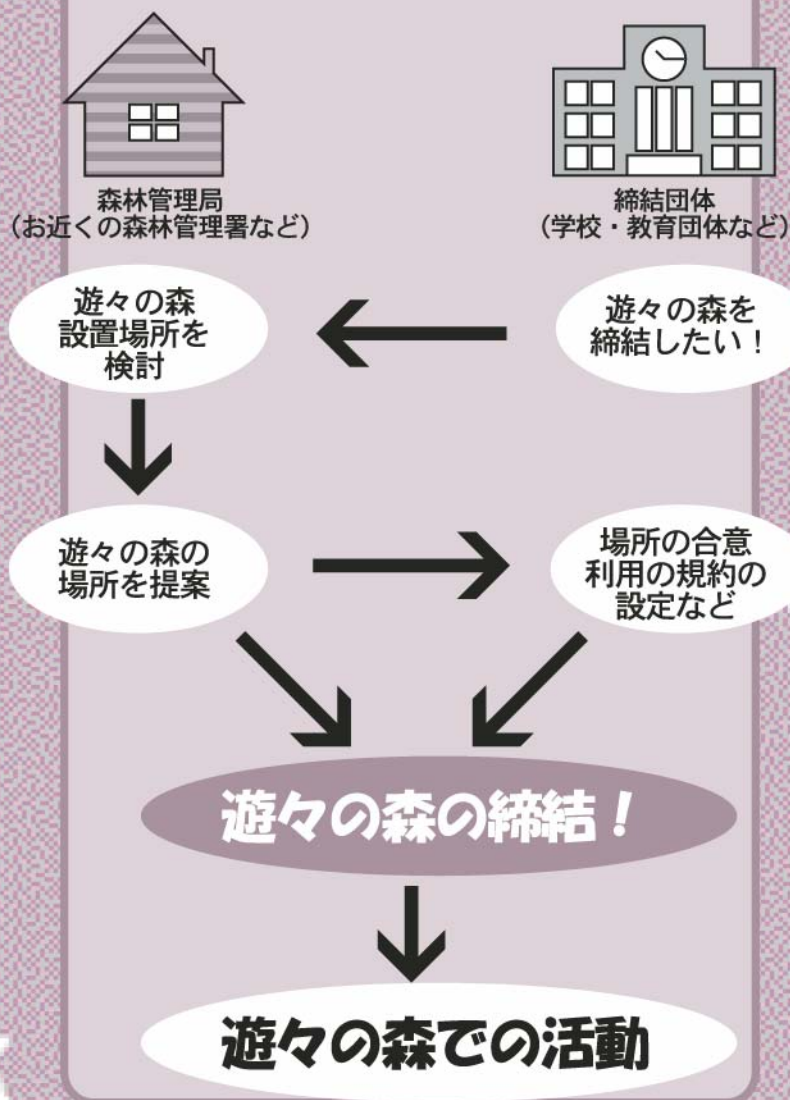 森林管理局
（お近くの森林管理署など）
締結団体
（学校・教育団体など）
遊々の森を
締結したい！
遊々の森
設置場所を
検討
遊々の森の
場所を提案
場所の合意
利用の規約の
設定など
遊々の森の締結！
遊々の森での活動